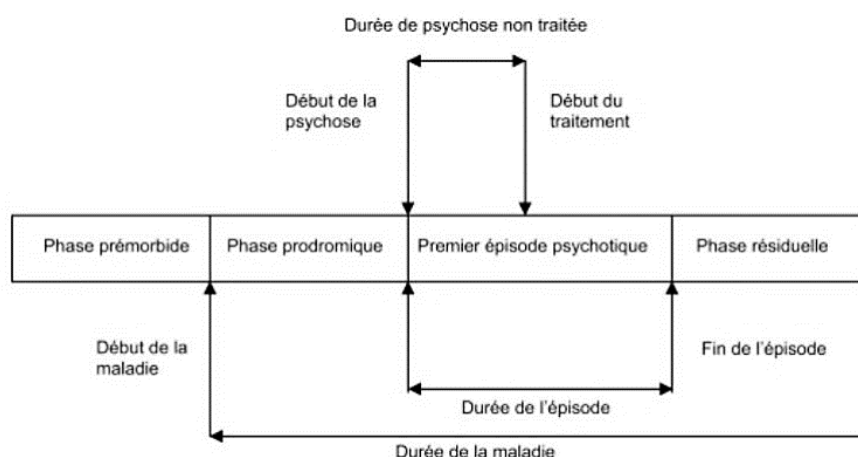 Durée de psychose non traitée
Début de la
psychose
Début du
traitement
Phase prémorbide
Phase prodromique
Premier épisode psychotique
Phase résiduelle
Début de la
maladie
Fin de l'épisode
Durée de l'épisode
Durée de la maladie